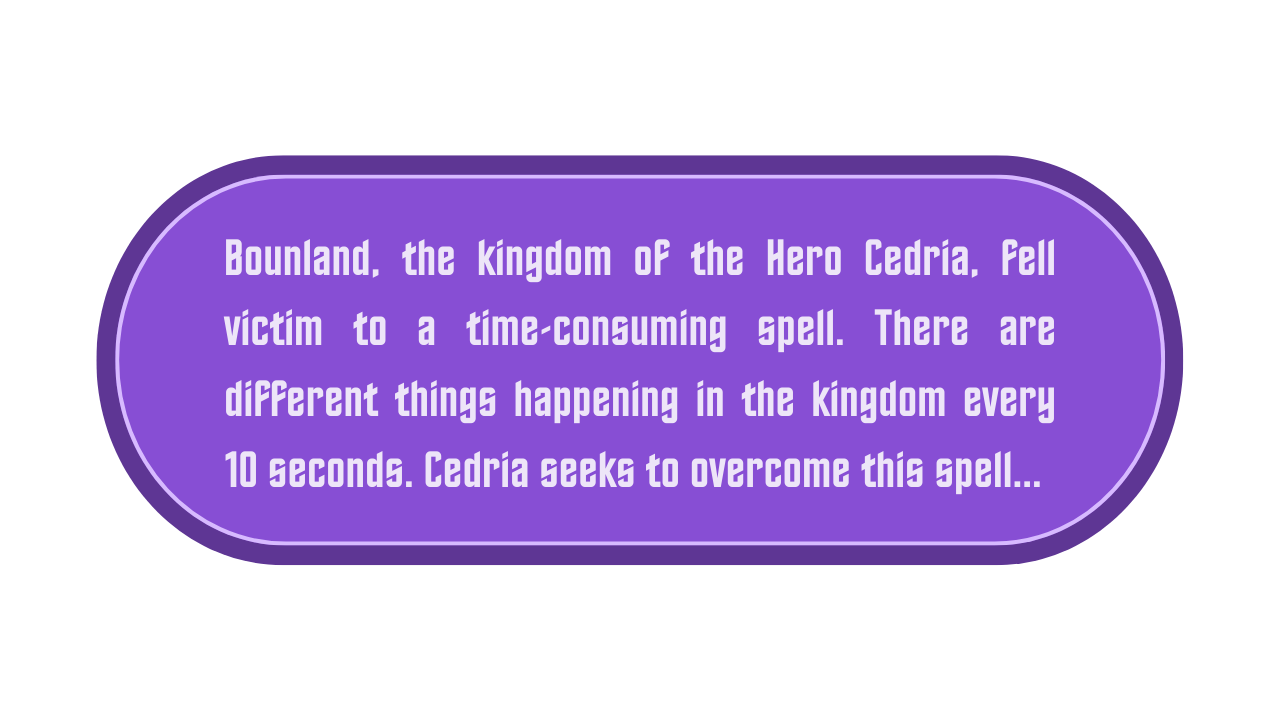 Bounland, the kingdom of the Hero Cedria, fell
victim to a time-consuming spell. There are
different things happening in the kingdom every
10 seconds. Cedria seeks to overcome this spell...